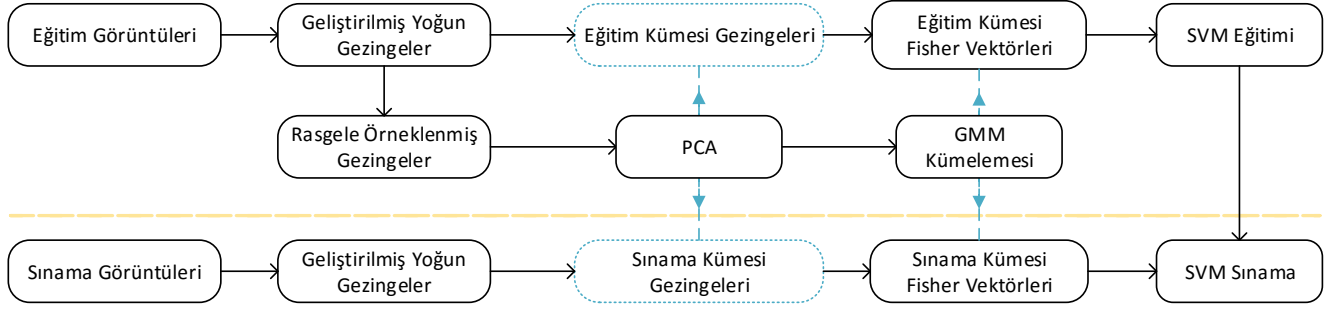 Eğitim Görüntüleri
Geliştirilmiş Yoğun
Gezingeler
Eğitim Kümesi Gezingeleri
Eğitim Kümesi
Fisher Vektörleri
SVM Eğitimi
Rasgele Örneklenmiş
Gezingeler
PCA
GMM
Kümelemesi
Sınama Görüntüleri
Geliştirilmiş Yoğun
Gezingeler
Sınama Kümesi
Gezingeleri
Sınama Kümesi
Fisher Vektörleri
SVM Sınama